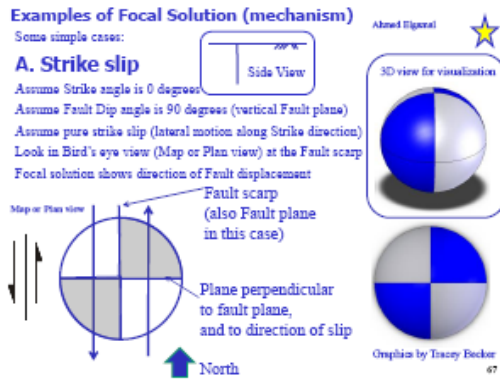 Examples of Focal Solution (mechanism)
Ahmed Elgamal
Some simple cases:
A. Strike slip
Side View
3D view for visualization
Assume Strike angle is 0 degrees
Assume Fault Dip angle is 90 degrees (vertical Fault plane)
Assume pure strike slip (lateral motion along Strike direction)
Look in Bird's eye view (Map or Plan view) at the Fault scarp
Focal solution shows direction of Fault displacement
Map or Plan view
Fault scarp
(also Fault plane
in this case)
Plane perpendicular
to fault plane,
and to direction of slip
North
Graphics by Tracey Becker
67